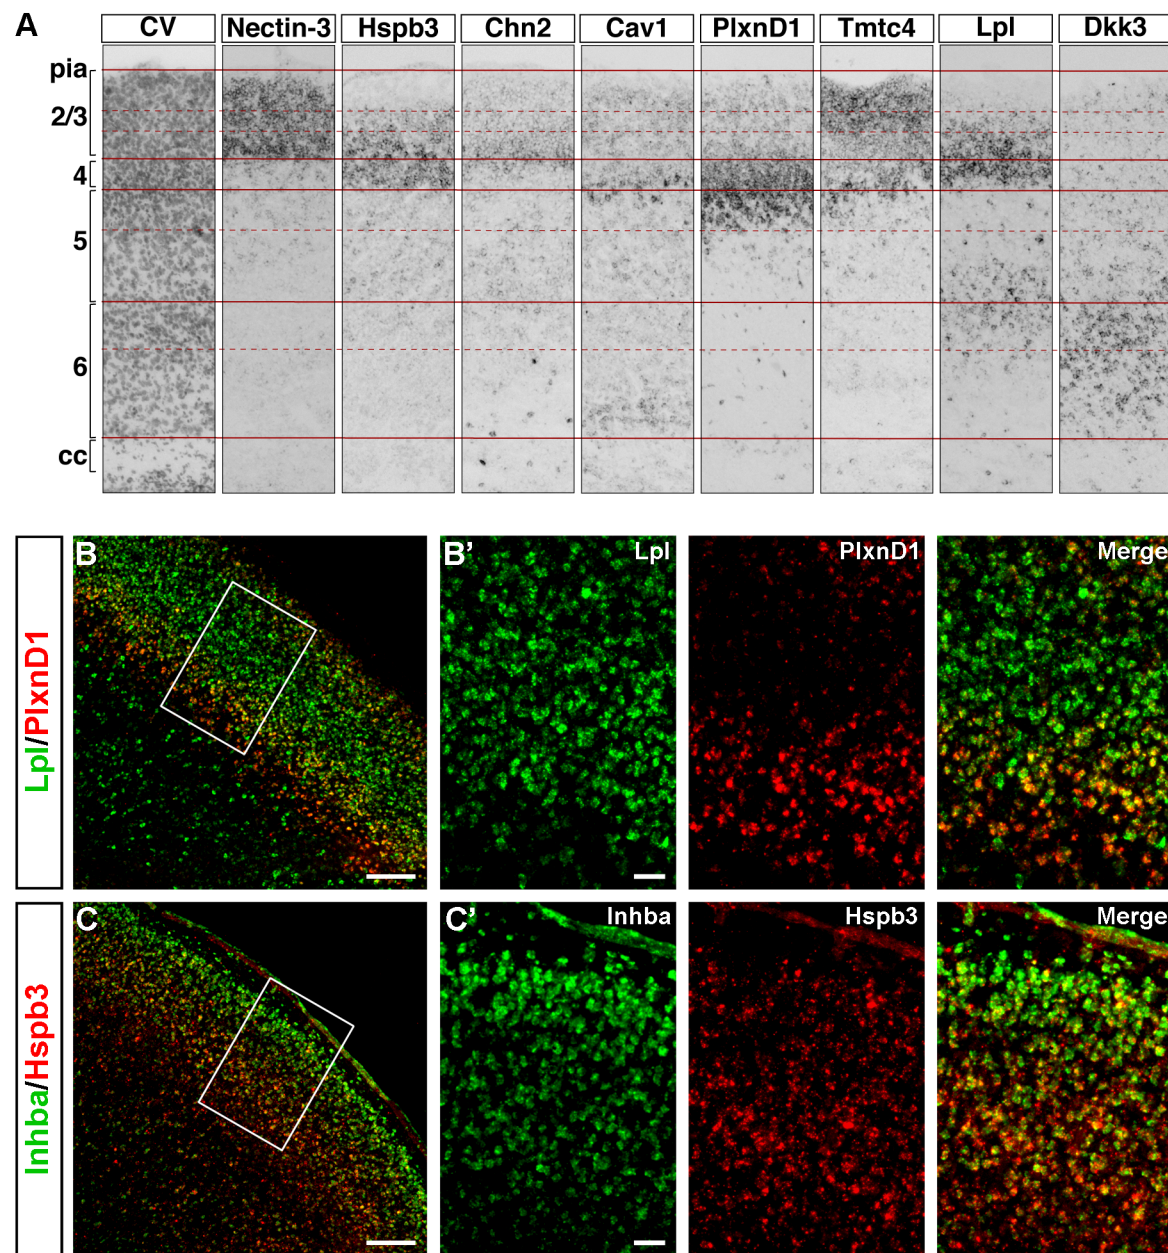 A
CV Nectin-3 Hspb3 Chn2 Cav1 PlxnD1 Tmtc4 Lpl Dkk3
pia
2/3
4
5
6
cc
Lpl/PlxnD1
B B’ Lpl PlxnD1 Merge
Inhba/Hspb3
C C’ Inhba Hspb3 Merge